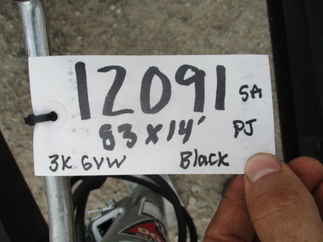 12091 SA
83 x 14' PJ
3K GVW Black